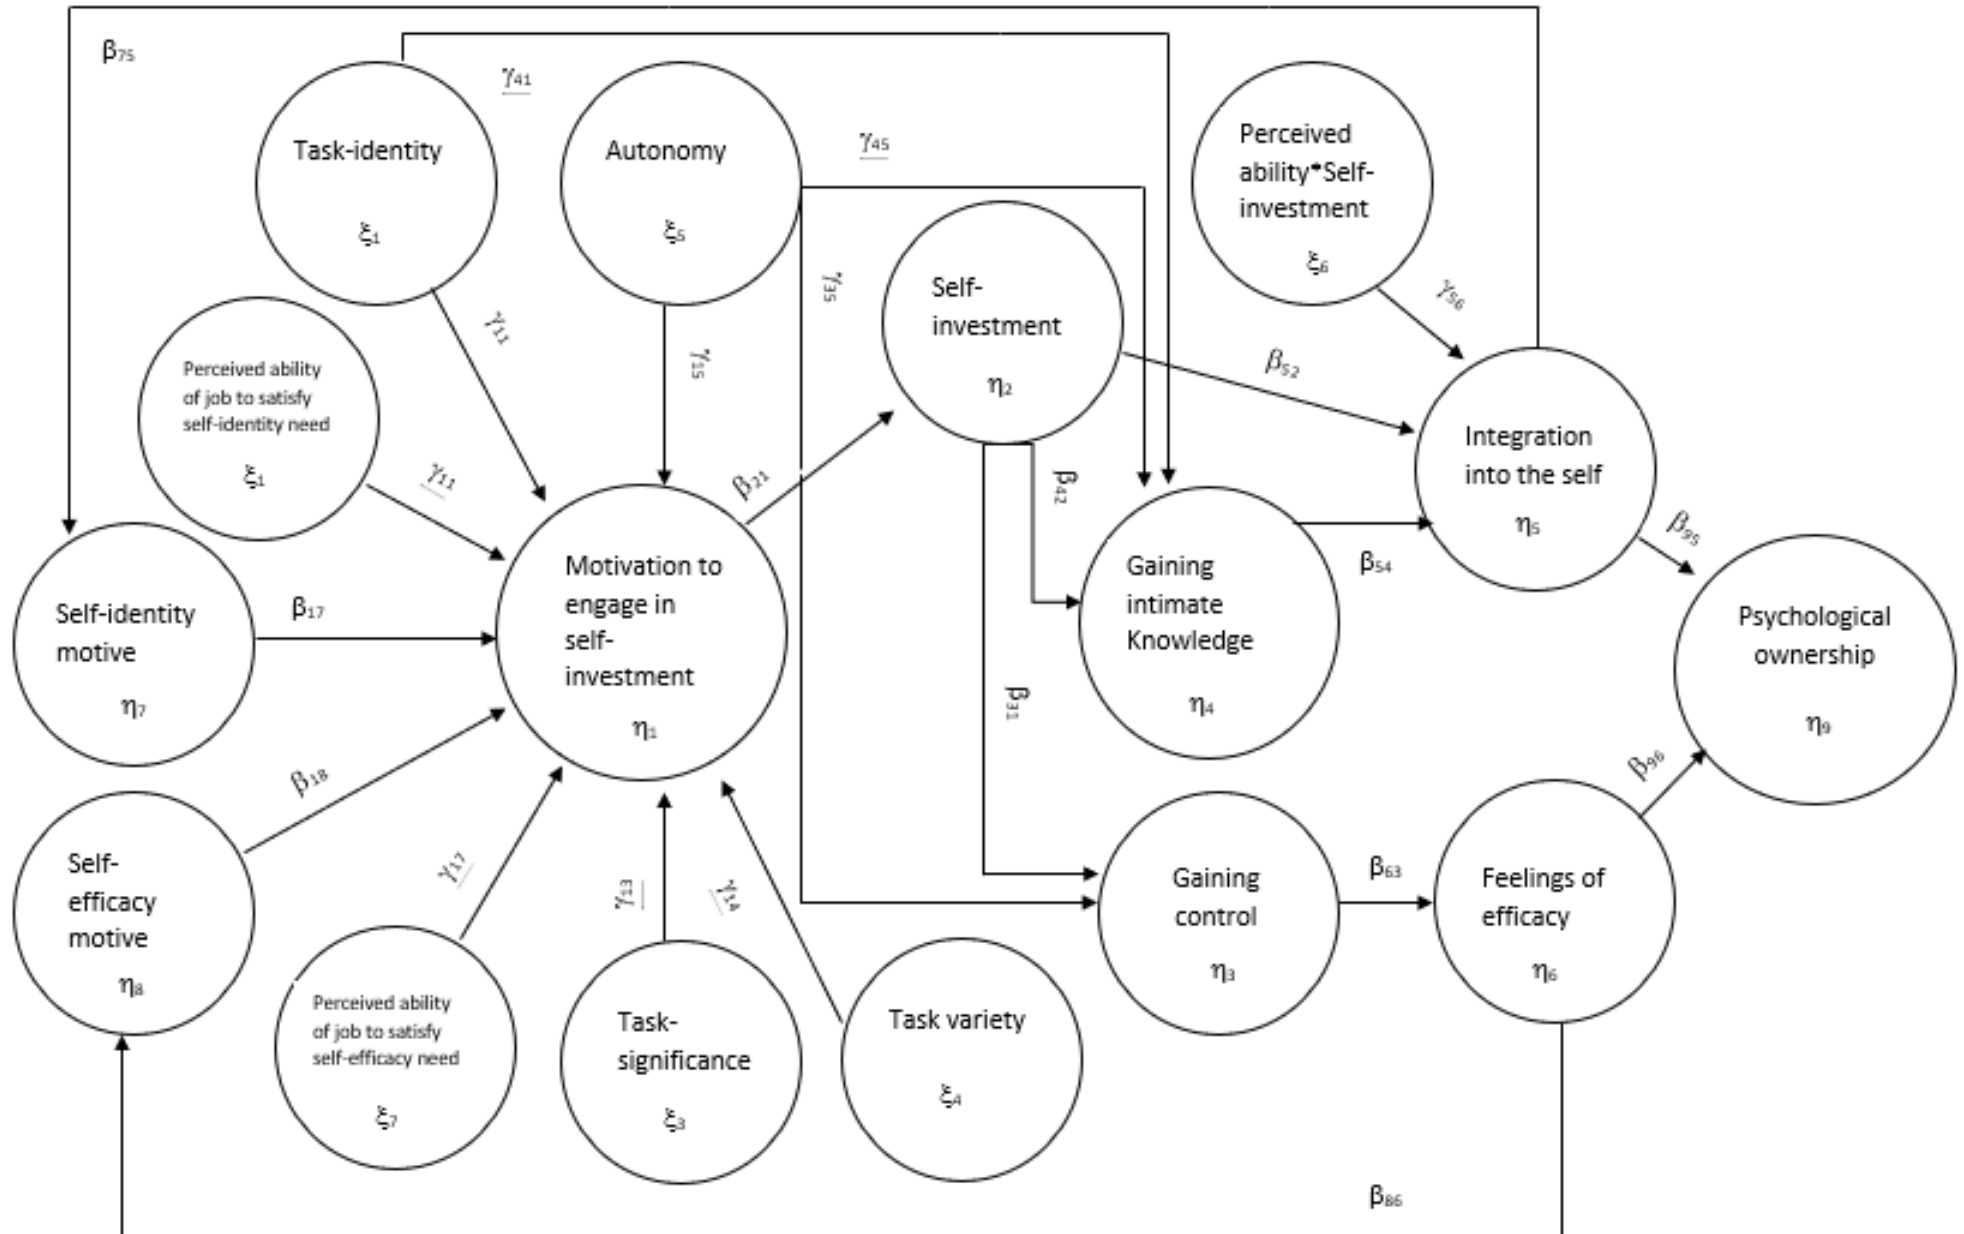 β₇₅
γ₄₁
Task-identity
ξ₁
Autonomy
ξ₅
γ₄₅
Perceived
ability*Self-
investment
ξ₆
γ₅₆
γ₁₁
γ₁₅
γ₃₅
Self-
investment
η₂
β₅₂
Perceived ability
of job to satisfy
self-identity need
ξ₁
γ₁₁
β₂₁
β₄₂
Integration
into the self
η₅
β₉₅
Self-identity
motive
η₇
β₁₇
Motivation to
engage in
self-
investment
η₁
Gaining
intimate
Knowledge
η₄
β₅₄
Psychological
ownership
η₉
β₃₁
β₁₈
β₉₆
Self-
efficacy
motive
η₈
γ₁₇
γ₁₃
γ₁₄
Gaining
control
η₃
β₆₃
Feelings of
efficacy
η₆
Perceived ability
of job to satisfy
self-efficacy need
ξ₇
Task-
significance
ξ₃
Task variety
ξ₄
β₈₆